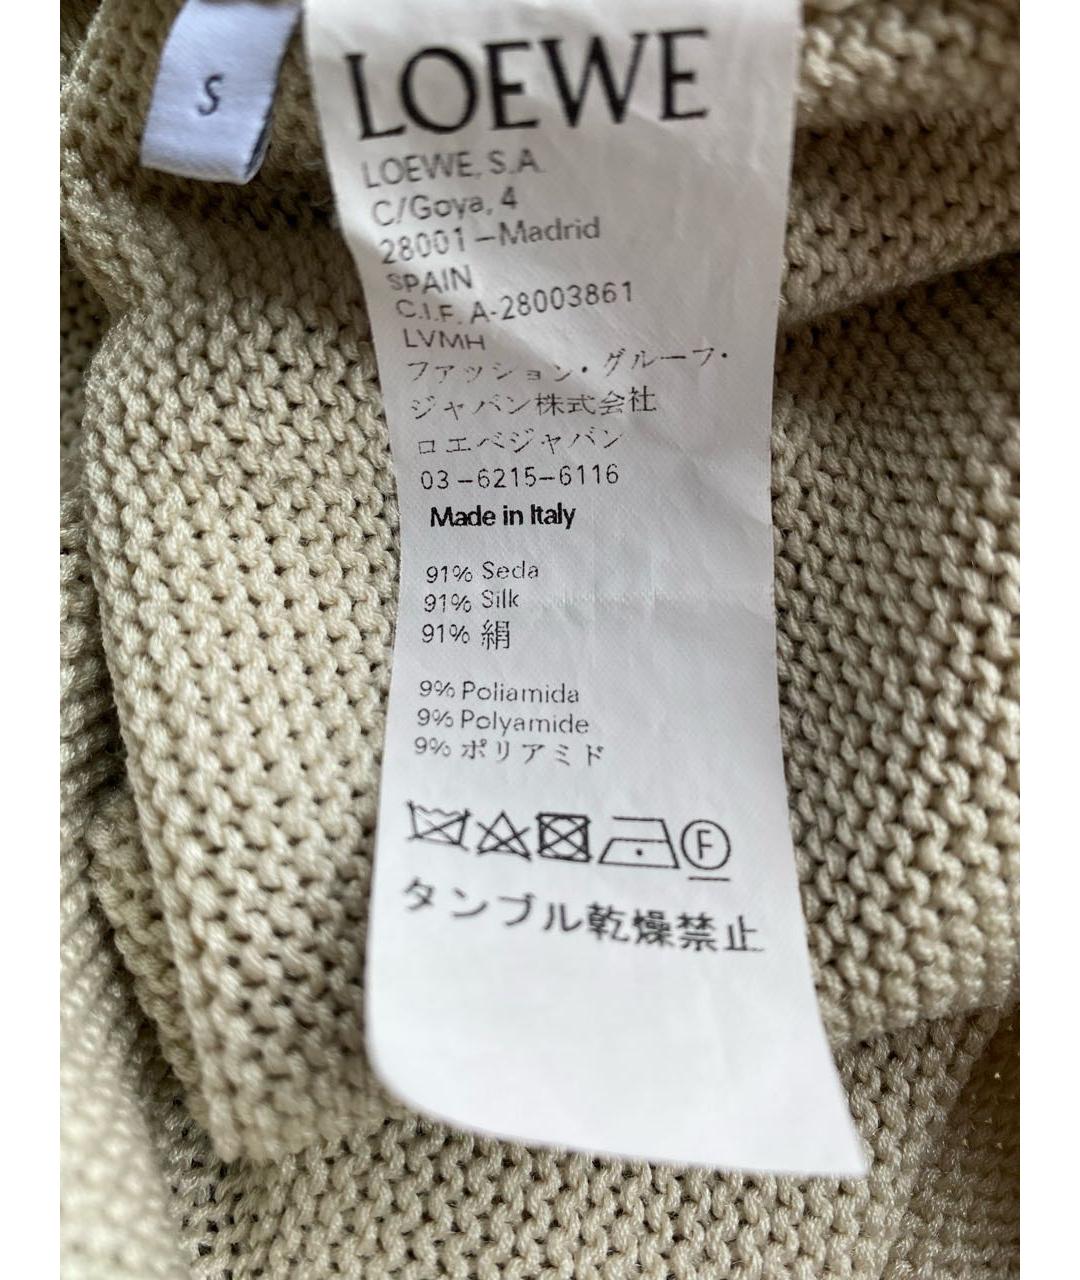 S
LOEWE
LOEWE, S.A.
C/Goya, 4
28001 –Madrid
SPAIN
C.I.F. A-28003861
LVMH
ファッション・グループ・
ジャパン株式会社
ロエベジャパン
03 –6215–6116
Made in Italy
91% Seda
91% Silk
91% 絹
9% Poliamida
9% Polyamide
9% ポリアミド
F
タンブル乾燥禁止